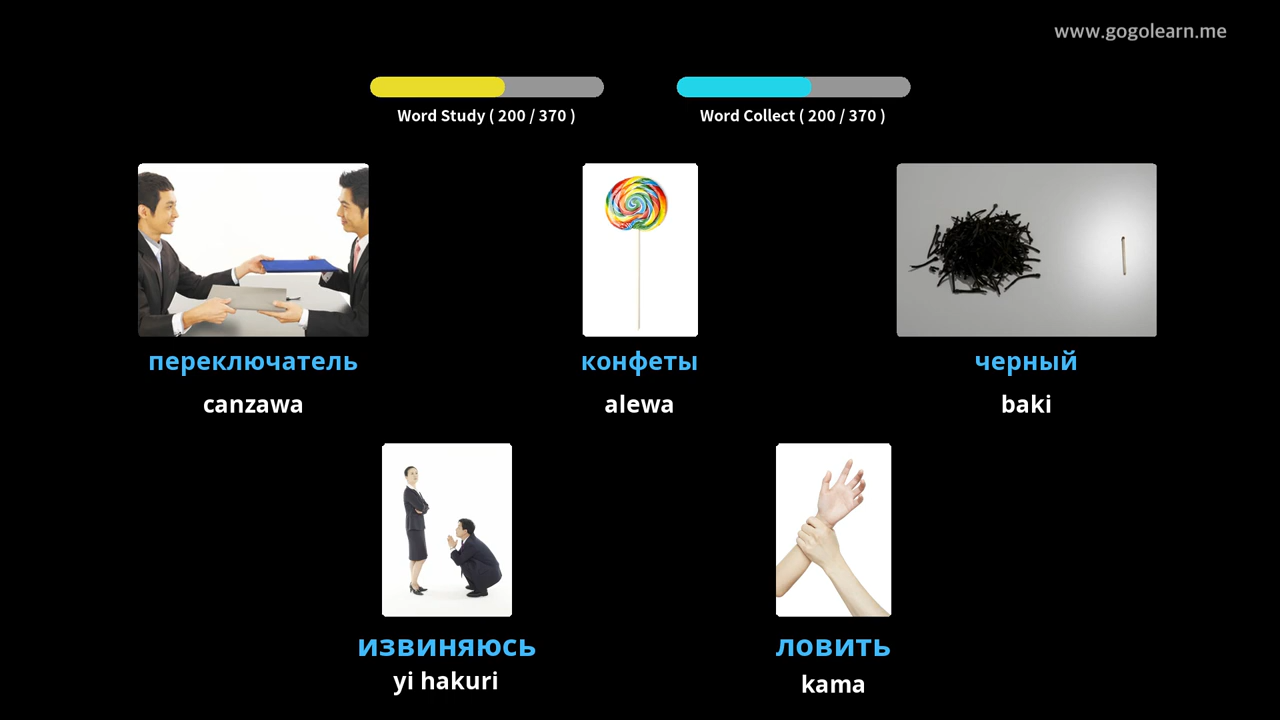 www.gogolearn.me
Word Study ( 200 / 370 )
Word Collect ( 200 / 370 )
переключатель
конфеты
черный
canzawa
alewa
baki
извиняюсь
ловить
yi hakuri
kama